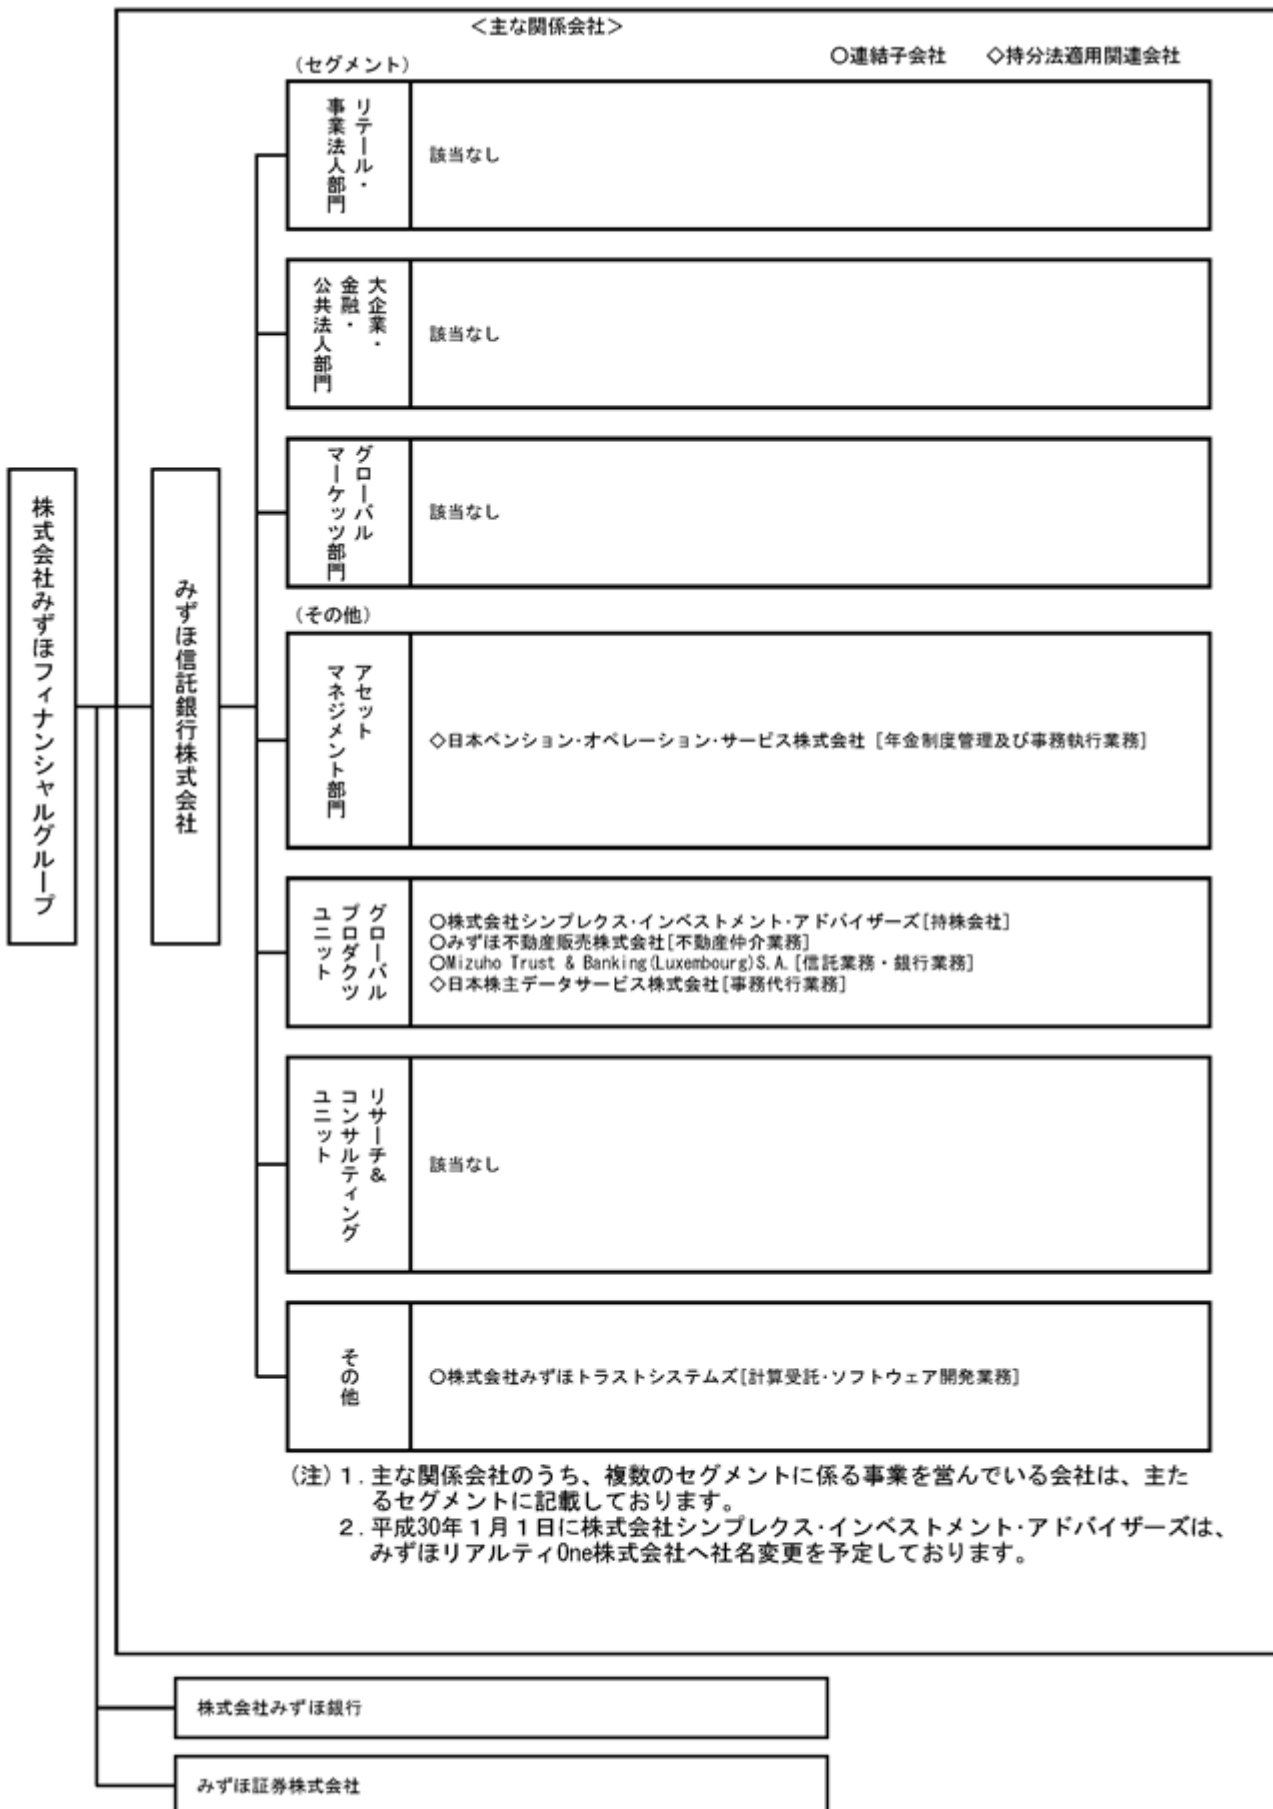 ＜主な関係会社＞
○連結子会社　◇持分法適用関連会社
株式会社みずほフィナンシャルグループ
みずほ信託銀行株式会社
（セグメント）
リテール・
事業法人部門
該当なし
大企業・
金融・
公共法人部門
該当なし
グローバル
マーケッツ部門
該当なし
（その他）
アセット
マネジメント部門
◇日本ペンション・オペレーション・サービス株式会社［年金制度管理及び事務執行業務］
グローバル
プロダクツ
ユニット
○株式会社シンプレクス・インベストメント・アドバイザーズ[持株会社]
○みずほ不動産販売株式会社[不動産仲介業務]
○Mizuho Trust & Banking(Luxembourg)S.A.[信託業務・銀行業務]
◇日本株主データサービス株式会社[事務代行業務]
リサーチ＆
コンサルティング
ユニット
該当なし
その他
○株式会社みずほトラストシステムズ[計算受託・ソフトウェア開発業務]
（注）１．主な関係会社のうち、複数のセグメントに係る事業を営んでいる会社は、主た
るセグメントに記載しております。
２．平成30年１月１日に株式会社シンプレクス・インベストメント・アドバイザーズは、
みずほリアルティOne株式会社へ社名変更を予定しております。
株式会社みずほ銀行
みずほ証券株式会社